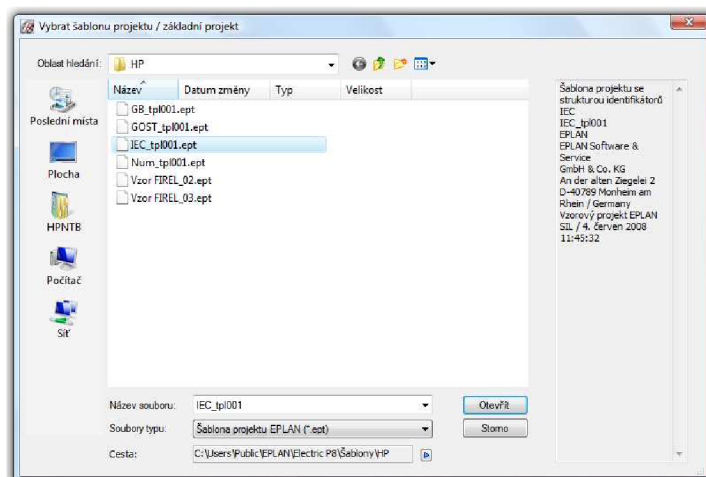 Vybrat šablonu projektu / základní projekt
Oblast hledání: HP
Název Datum změny Typ Velikost
GB_tpl001.ept
GOST_tpl001.ept
IEC_tpl001.ept
Num_tpl001.ept
Vzor FIREL_02.ept
Vzor FIREL_03.ept
Poslední místa
Plocha
HPNTB
Počítač
Síť
Šablona projektu se
strukturou identifikátorů
IEC
IEC_tpl001
EPLAN
EPLAN Software &
Service
GmbH & Co. KG
An der alten Ziegelei 2
D-40789 Monheim am
Rhein / Germany
Vzorový projekt EPLAN
SIL / 4. červen 2008
11:45:32
Název souboru: IEC_tpl001 Otevřít
Soubory typu: Šablona projektu EPLAN (*.ept) Storno
Cesta: C:\Users\Public\EPLAN\Electric P8\Šablony\HP